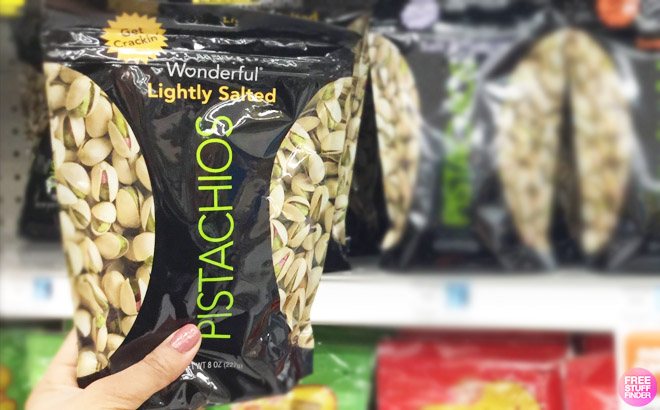 Get
Crackin'
Wonderful®
Lightly Salted
PISTACHIOS
WT 8 OZ (227g)
FREE
STUFF
FINDER